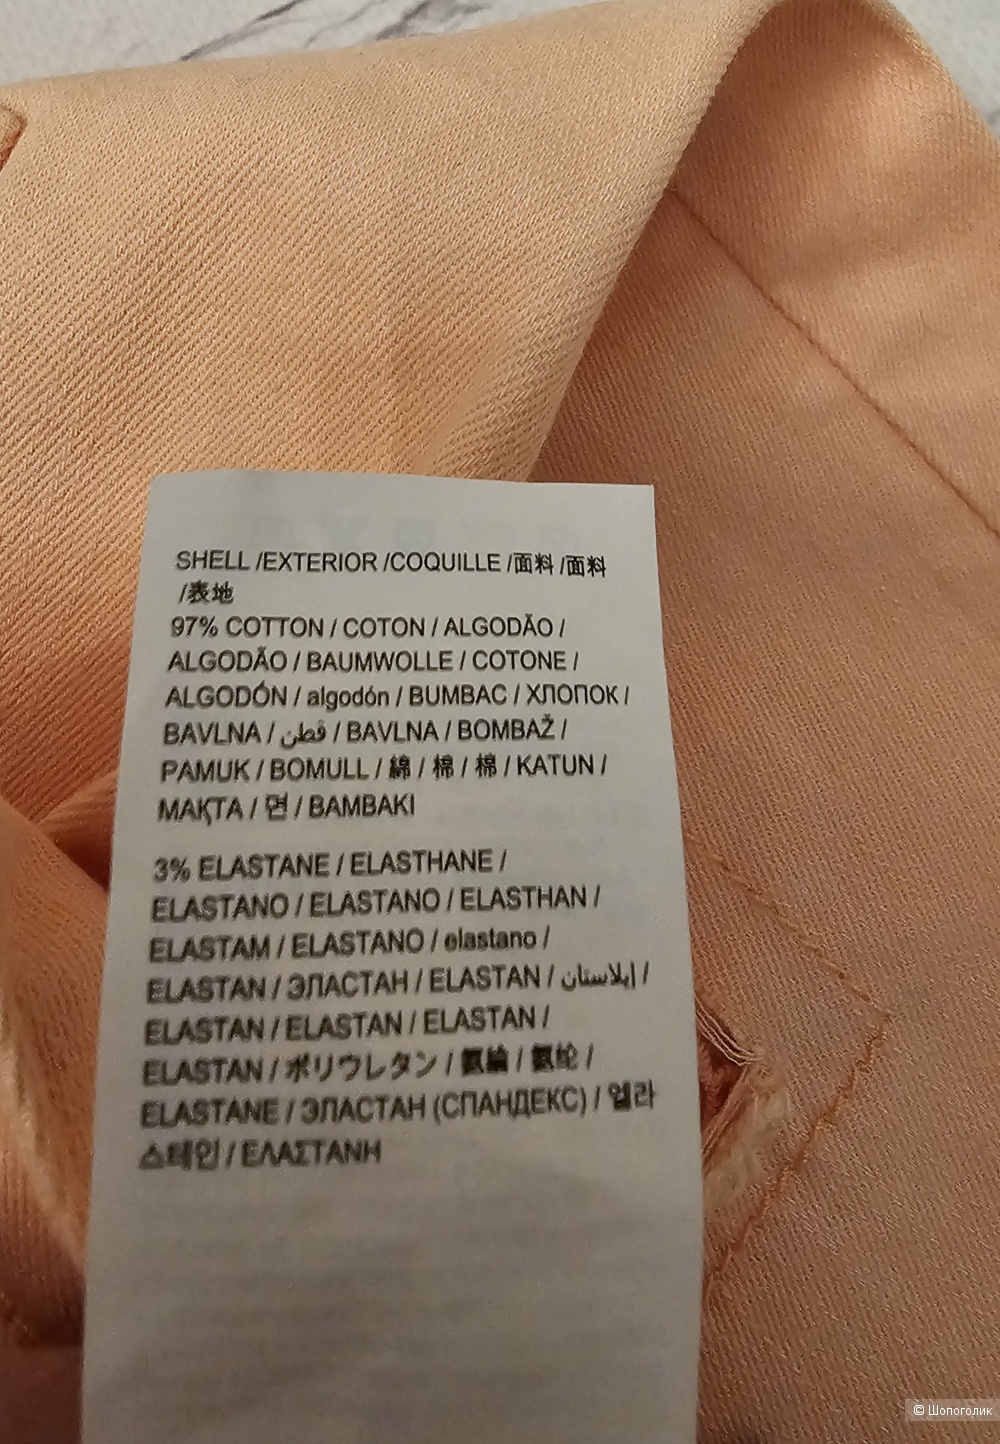 SHELL /EXTERIOR /COQUILLE /面料 /面料
/表地
97% COTTON / COTON / ALGODÃO /
ALGODÃO / BAUMWOLLE / COTONE /
ALGODÓN / algodón / BUMBAC / ХЛОПОК /
BAVLNA / قطن / BAVLNA / BOMBAŽ /
PAMUK / BOMULL / 綿 / 棉 / 棉 / KATUN /
МАҚТА / 면 / BAMBAKI
3% ELASTANE / ELASTHANE /
ELASTANO / ELASTANO / ELASTHAN /
ELASTAM / ELASTANO / elastano /
ELASTAN / ЭЛАСТАН / ELASTAN / إيلاستان /
ELASTAN / ELASTAN / ELASTAN /
ELASTAN / ポリウレタン / 氨綸 / 氨纶 /
ELASTANE / ЭЛАСТАН (СПАНДЕКС) / 엘라
스테인 / ΕΛΑΣΤΑΝΗ
© Шопоголик